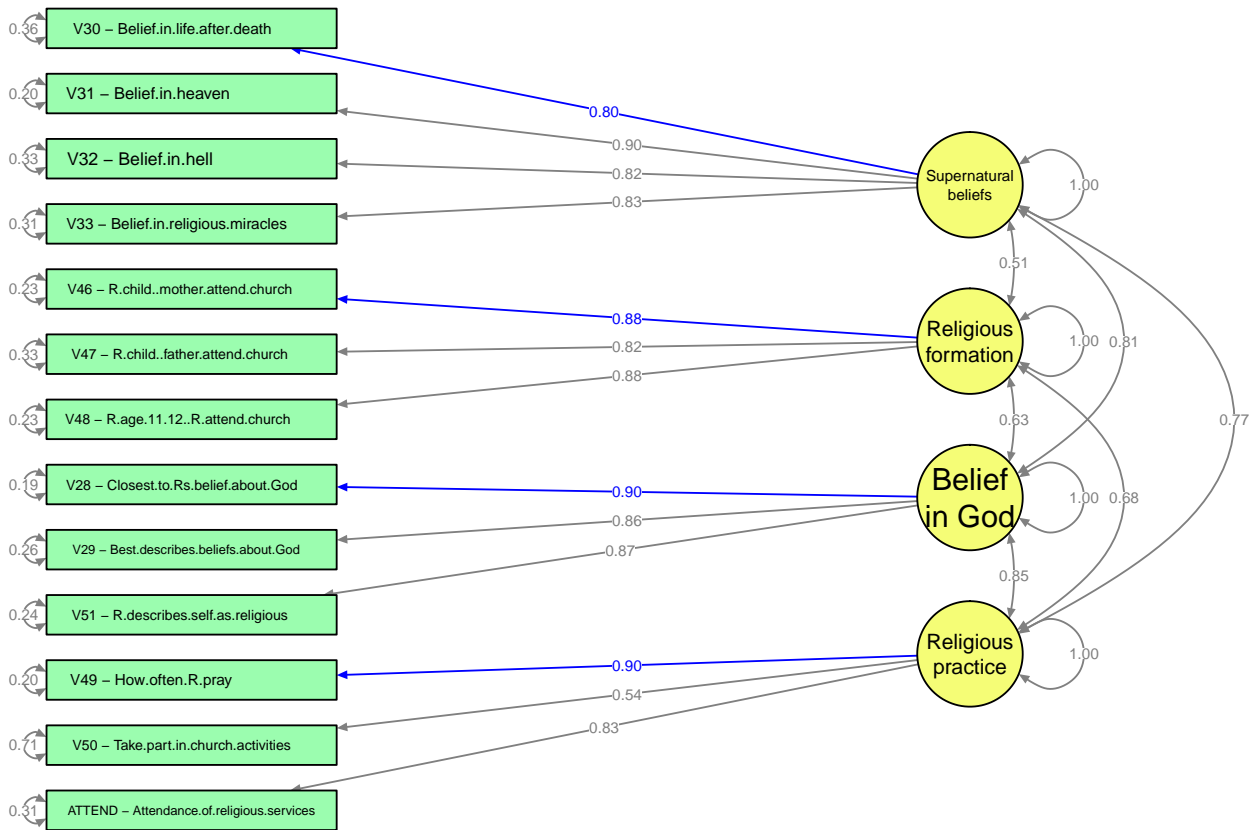 0.36
V30 – Belief.in.life.after.death
0.20
V31 – Belief.in.heaven
0.33
V32 – Belief.in.hell
0.31
V33 – Belief.in.religious.miracles
0.23
V46 – R.child..mother.attend.church
0.33
V47 – R.child..father.attend.church
0.23
V48 – R.age.11.12..R.attend.church
0.19
V28 – Closest.to.Rs.belief.about.God
0.26
V29 – Best.describes.beliefs.about.God
0.24
V51 – R.describes.self.as.religious
0.20
V49 – How.often.R.pray
0.71
V50 – Take.part.in.church.activities
0.31
ATTEND – Attendance.of.religious.services
0.80
0.90
0.82
0.83
0.88
0.82
0.88
0.90
0.86
0.87
0.90
0.54
0.83
Supernatural
beliefs
1.00
0.51
Religious
formation
1.00
0.81
0.63
0.77
Belief
in God
1.00
0.68
0.85
Religious
practice
1.00